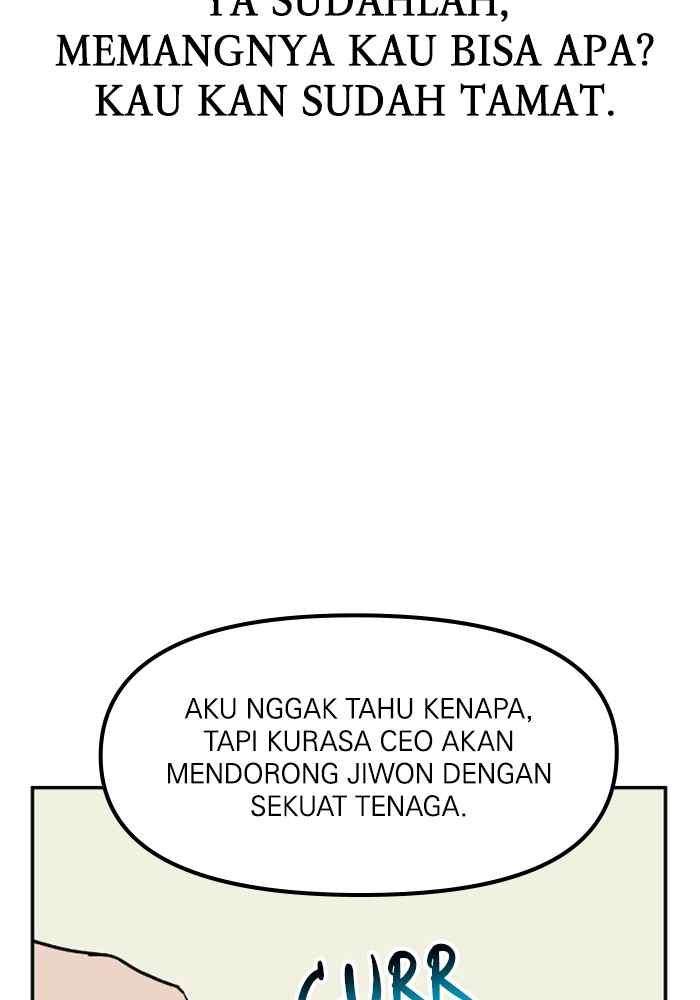 YA SUDAHLAH,
MEMANGNYA KAU BISA APA?
KAU KAN SUDAH TAMAT.
AKU NGGAK TAHU KENAPA,
TAPI KURASA CEO AKAN
MENDORONG JIWON DENGAN
SEKUAT TENAGA.
CURR